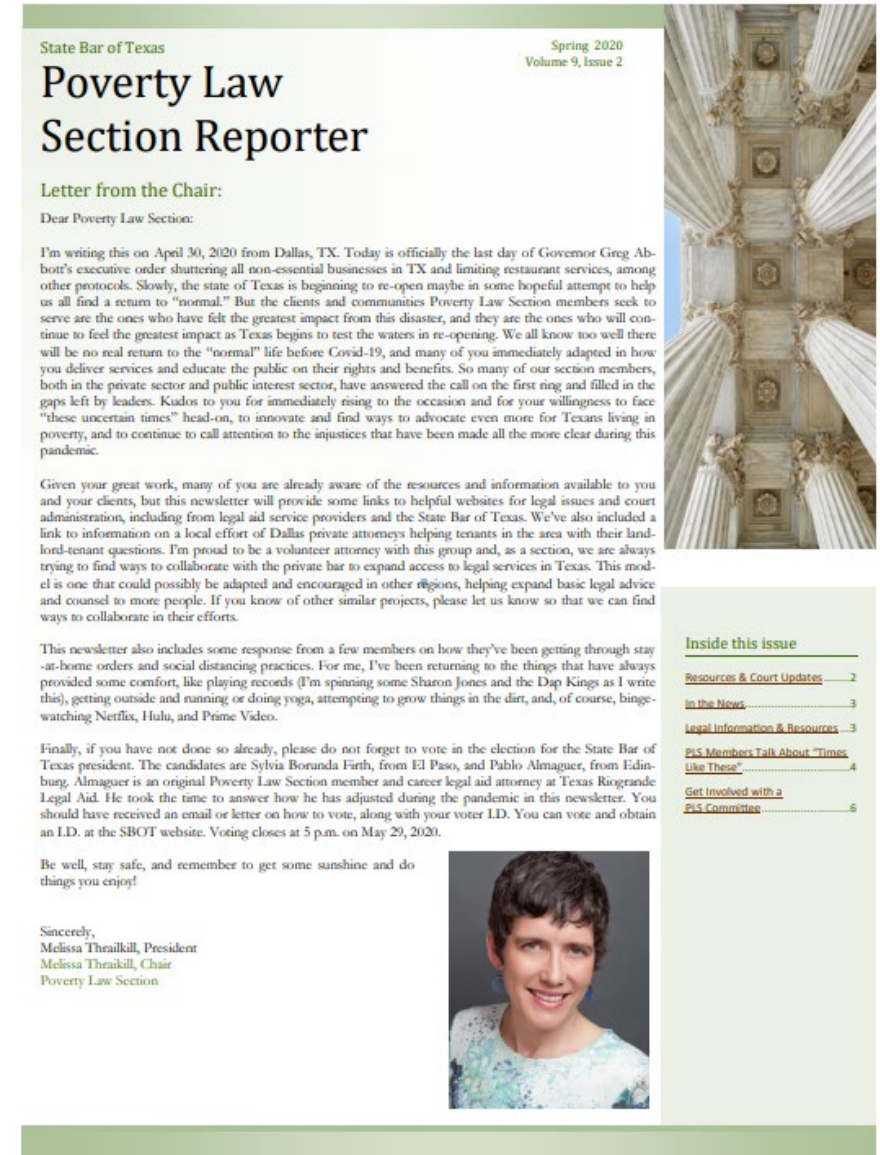 State Bar of Texas
Poverty Law
Section Reporter
Spring 2020
Volume 9, Issue 2
Letter from the Chair:
Dear Poverty Law Section:
I'm writing this on April 30, 2020 from Dallas, TX. Today is officially the last day of Governor Greg Ab-
bott's executive order shuttering all non-essential businesses in TX and limiting restaurant services, among
other protocols. Slowly, the state of Texas is beginning to re-open maybe in some hopeful attempt to help
us all find a return to “normal.” But the clients and communities Poverty Law Section members seek to
serve are the ones who have felt the greatest impact from this disaster, and they are the ones who will con-
tinue to feel the greatest impact as Texas begins to test the waters in re-opening. We all know too well there
will be no real return to the “normal” life before Covid-19, and many of you immediately adapted in how
you deliver services and educate the public on their rights and benefits. So many of our section members,
both in the private sector and public interest sector, have answered the call on the first ring and filled in the
gaps left by leaders. Kudos to you for immediately rising to the occasion and for your willingness to face
“these uncertain times” head-on, to innovate and find ways to advocate even more for Texans living in
poverty, and to continue to call attention to the injustices that have been made all the more clear during this
pandemic.
Given your great work, many of you are already aware of the resources and information available to you
and your clients, but this newsletter will provide some links to helpful websites for legal issues and court
administration, including from legal aid service providers and the State Bar of Texas. We've also included a
link to information on a local effort of Dallas private attorneys helping tenants in the area with their land-
lord-tenant questions. I'm proud to be a volunteer attorney with this group and, as a section, we are always
trying to find ways to collaborate with the private bar to expand access to legal services in Texas. This mod-
el is one that could possibly be adapted and encouraged in other regions, helping expand basic legal advice
and counsel to more people. If you know of other similar projects, please let us know so that we can find
ways to collaborate in their efforts.
This newsletter also includes some response from a few members on how they've been getting through stay
-at-home orders and social distancing practices. For me, I've been returning to the things that have always
provided some comfort, like playing records (I'm spinning some Sharon Jones and the Dap Kings as I write
this), getting outside and running or doing yoga, attempting to grow things in the dirt, and, of course, binge-
watching Netflix, Hulu, and Prime Video.
Finally, if you have not done so already, please do not forget to vote in the election for the State Bar of
Texas president. The candidates are Sylvia Borunda Firth, from El Paso, and Pablo Almaguer, from Edin-
burg. Almaguer is an original Poverty Law Section member and career legal aid attorney at Texas Riogrande
Legal Aid. He took the time to answer how he has adjusted during the pandemic in this newsletter. You
should have received an email or letter on how to vote, along with your voter I.D. You can vote and obtain
an I.D. at the SBOT website. Voting closes at 5 p.m. on May 29, 2020.
Be well, stay safe, and remember to get some sunshine and do
things you enjoy!
Sincerely,
Melissa Thrailkill, President
Melissa Thraikill, Chair
Poverty Law Section
Inside this issue
Resources & Court Updates ........2
In the News.................................3
Legal Information & Resources ...3
PLS Members Talk About “Times
Like These”..................................4
Get Involved with a
PLS Committee............................6